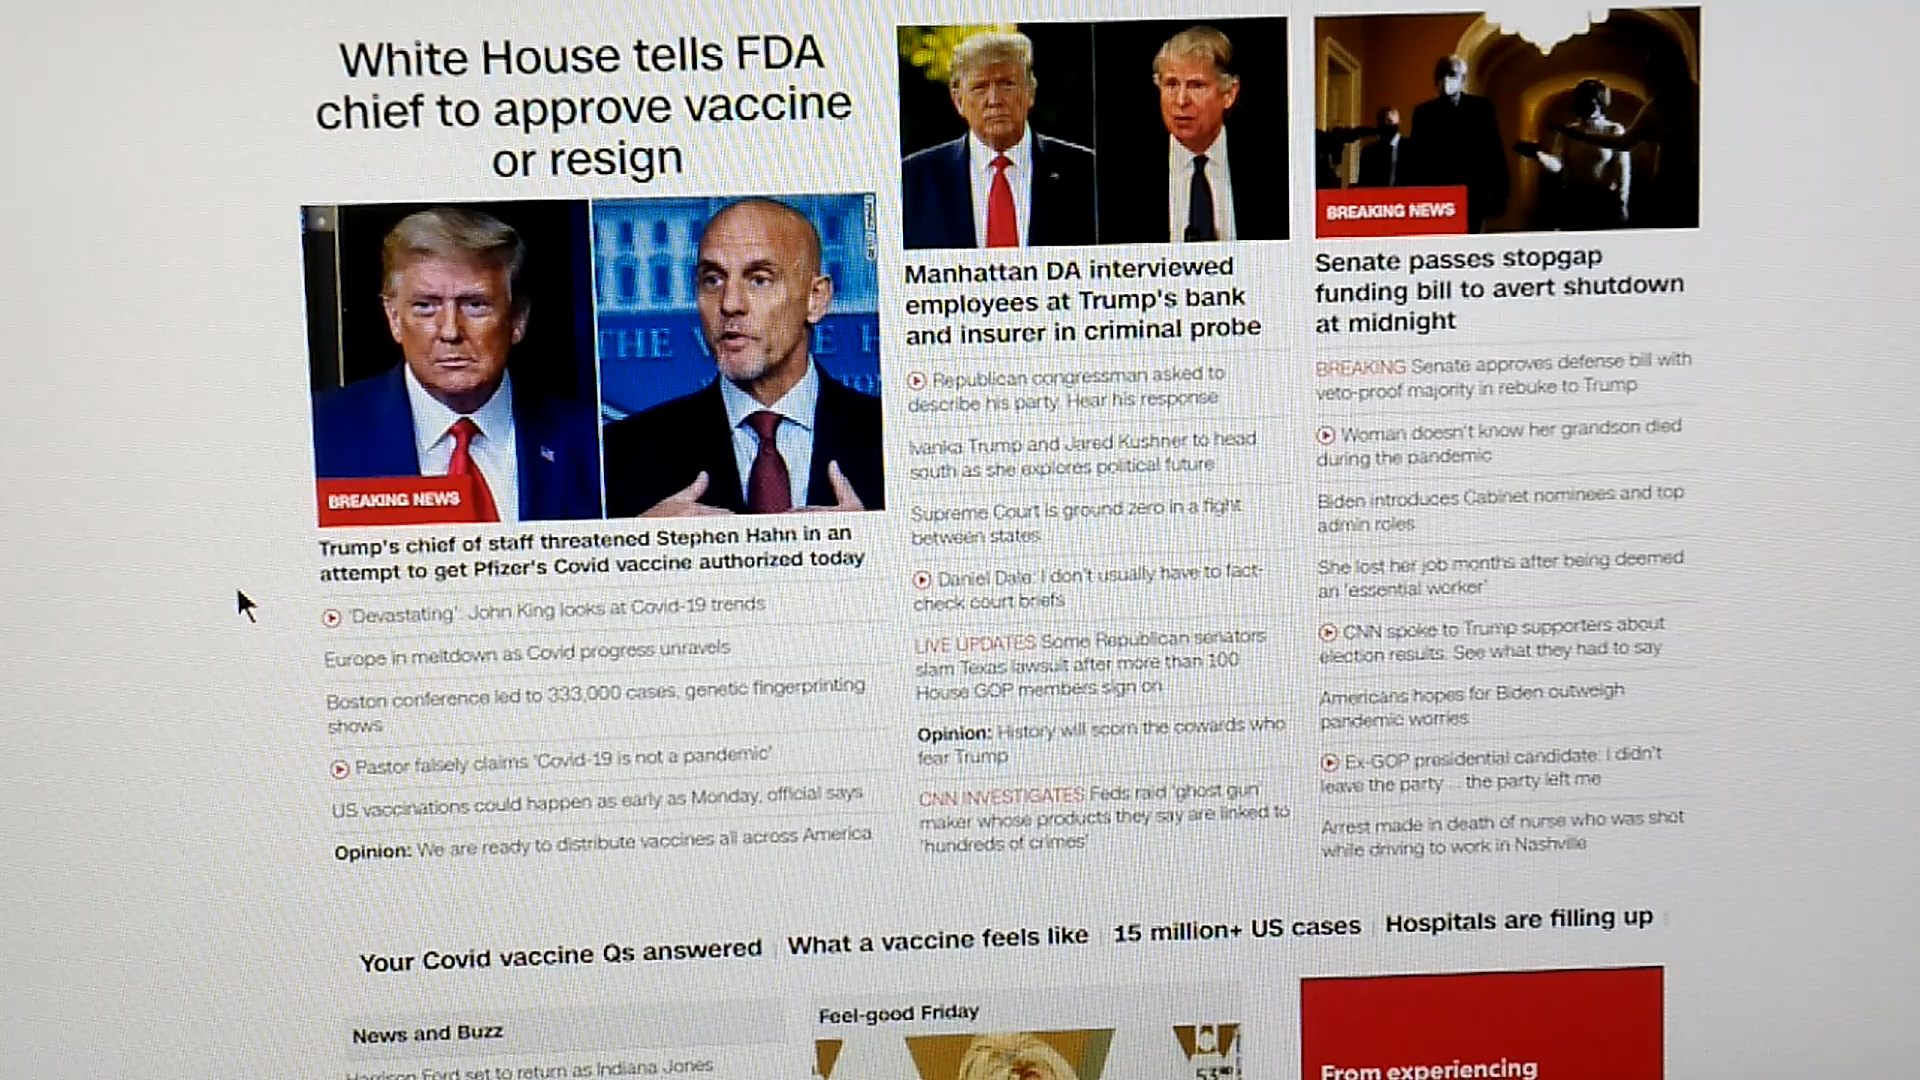 White House tells FDA
chief to approve vaccine
or resign
THE
BREAKING NEWS
Trump's chief of staff threatened Stephen Hahn in an
attempt to get Pfizer's Covid vaccine authorized today
'Devastating': John King looks at Covid-19 trends
Europe in meltdown as Covid progress unravels
Boston conference led to 333,000 cases, genetic fingerprinting
shows
Pastor falsely claims 'Covid-19 is not a pandemic'
US vaccinations could happen as early as Monday, official says
Opinion: We are ready to distribute vaccines all across America
Manhattan DA interviewed
employees at Trump's bank
and insurer in criminal probe
Republican congressman asked to
describe his party. Hear his response
Ivanka Trump and Jared Kushner to head
south as she explores political future
Supreme Court is ground zero in a fight
between states
Daniel Dale: I don't usually have to fact-
check court briefs
LIVE UPDATES Some Republican senators
slam Texas lawsuit after more than 100
House GOP members sign on
Opinion: History will scorn the cowards who
fear Trump
CNN INVESTIGATES Feds raid 'ghost gun'
maker whose products they say are linked to
'hundreds of crimes'
BREAKING NEWS
Senate passes stopgap
funding bill to avert shutdown
at midnight
BREAKING Senate approves defense bill with
veto-proof majority in rebuke to Trump
Woman doesn't know her grandson died
during the pandemic
Biden introduces Cabinet nominees and top
admin roles
She lost her job months after being deemed
an 'essential worker'
CNN spoke to Trump supporters about
election results. See what they had to say
Americans hopes for Biden outweigh
pandemic worries
Ex-GOP presidential candidate: I didn't
leave the party ... the party left me
Arrest made in death of nurse who was shot
while driving to work in Nashville
Your Covid vaccine Qs answered | What a vaccine feels like | 15 million+ US cases | Hospitals are filling up
News and Buzz
Harrison Ford set to return as Indiana Jones
Feel-good Friday
From experiencing